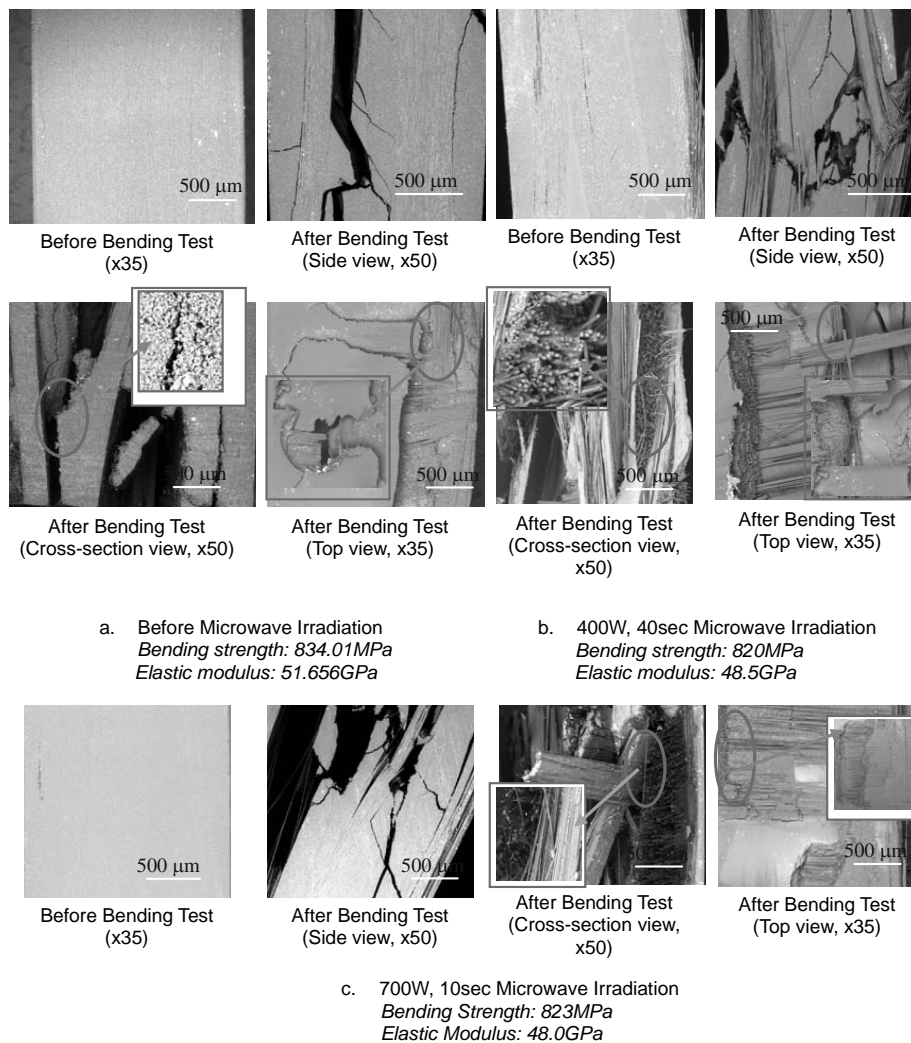 500 µm
500 µm
500 µm
500 µm
Before Bending Test
(x35)
After Bending Test
(Side view, x50)
Before Bending Test
(x35)
After Bending Test
(Side view, x50)
500 µm
500 µm
500 µm
After Bending Test
(Cross-section view, x50)
After Bending Test
(Top view, x35)
After Bending Test
(Cross-section view,
x50)
After Bending Test
(Top view, x35)
a. Before Microwave Irradiation
Bending strength: 834.01MPa
Elastic modulus: 51.656GPa
b. 400W, 40sec Microwave Irradiation
Bending strength: 820MPa
Elastic modulus: 48.5GPa
500 µm
500 µm
500 µm
Before Bending Test
(x35)
After Bending Test
(Side view, x50)
After Bending Test
(Cross-section view,
x50)
After Bending Test
(Top view, x35)
c. 700W, 10sec Microwave Irradiation
Bending Strength: 823MPa
Elastic Modulus: 48.0GPa